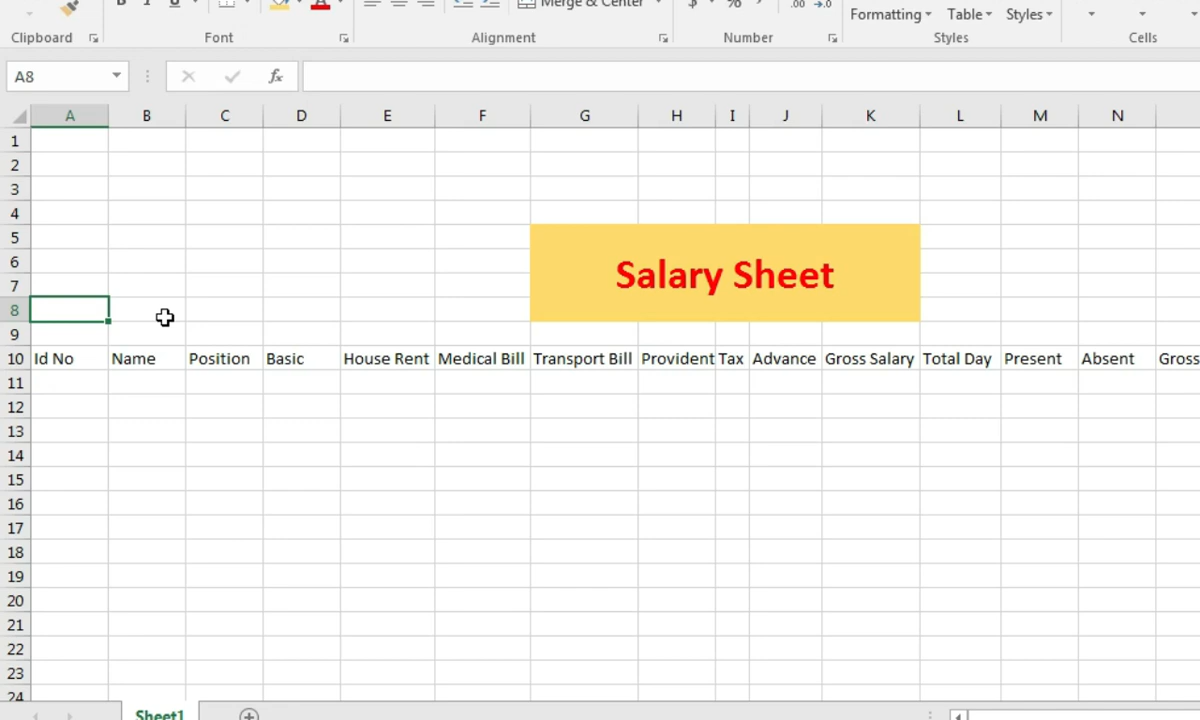 B I U
Merge & Center
$ % ,
.00 →.0
Formatting Table Styles
Clipboard Font Alignment Number Styles Cells
A8 fx
A B C D E F G H I J K L M N
1
2
3
4
5
6
7
8
9
Salary Sheet
10 Id No Name Position Basic House Rent Medical Bill Transport Bill Provident Tax Advance Gross Salary Total Day Present Absent Gross
11
12
13
14
15
16
17
18
19
20
21
22
23
24
Sheet1